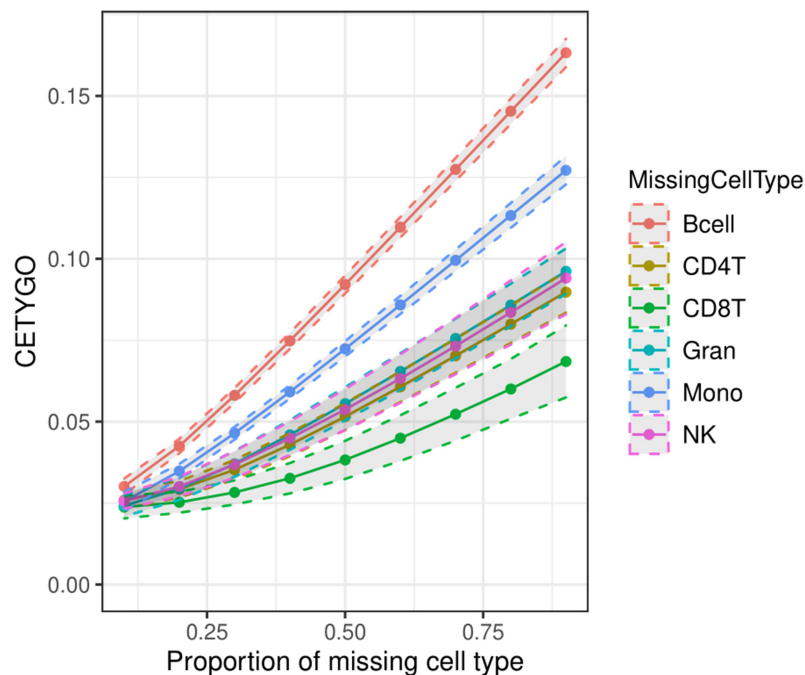 CETYGO
0.15
0.10
0.05
0.00
0.25 0.50 0.75
Proportion of missing cell type
MissingCellType
Bcell
CD4T
CD8T
Gran
Mono
NK